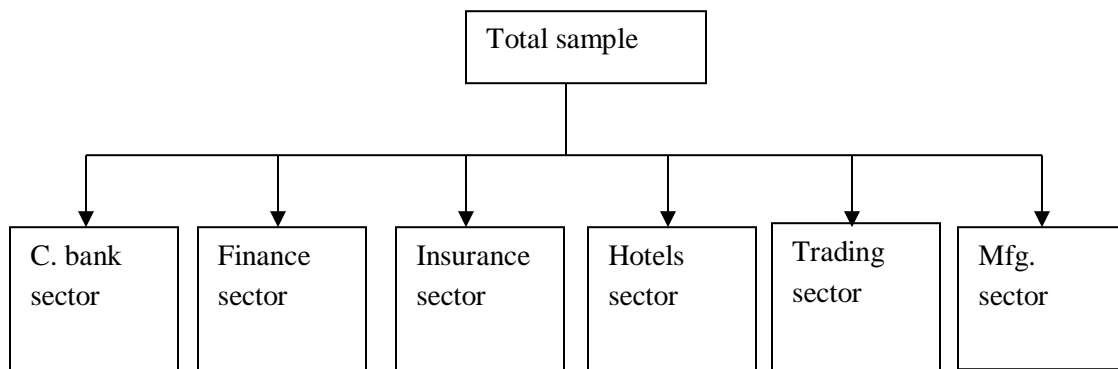 Total sample
C. bank
sector
Finance
sector
Insurance
sector
Hotels
sector
Trading
sector
Mfg.
sector